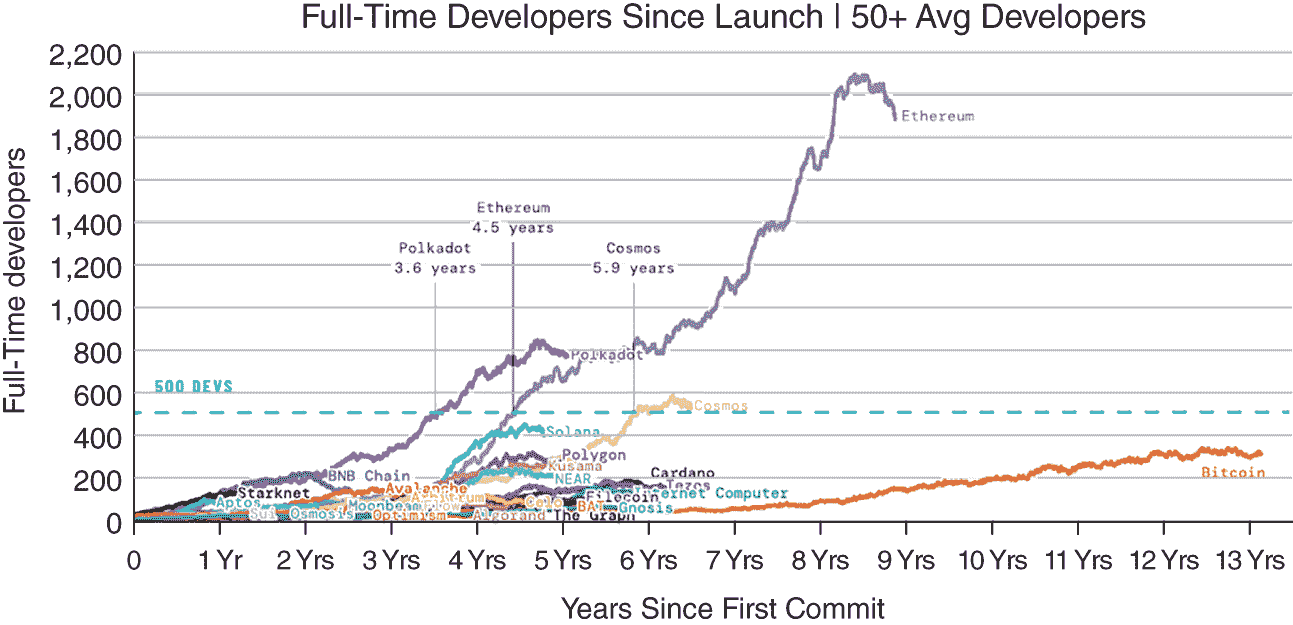 Full-Time Developers Since Launch | 50+ Avg Developers
Full-Time developers
2,200
2,000
1,800
1,600
1,400
1,200
1,000
800
600
400
200
0
Ethereum
Ethereum
4.5 years
Polkadot
3.6 years
Cosmos
5.9 years
Polkadot
500 DEVS
Cosmos
Solana
Polygon
Kusama
BNB Chain
NEAR
Cardano
Tezos
Bitcoin
Avalanche
Starknet
Internet Computer
Filecoin
Aptos
Moonbeam
Celo
BAT
Gnosis
Sui
Osmosis
Optimism
Algorand
The Graph
0
1 Yr
2 Yrs
3 Yrs
4 Yrs
5 Yrs
6 Yrs
7 Yrs
8 Yrs
9 Yrs
10 Yrs
11 Yrs
12 Yrs
13 Yrs
Years Since First Commit